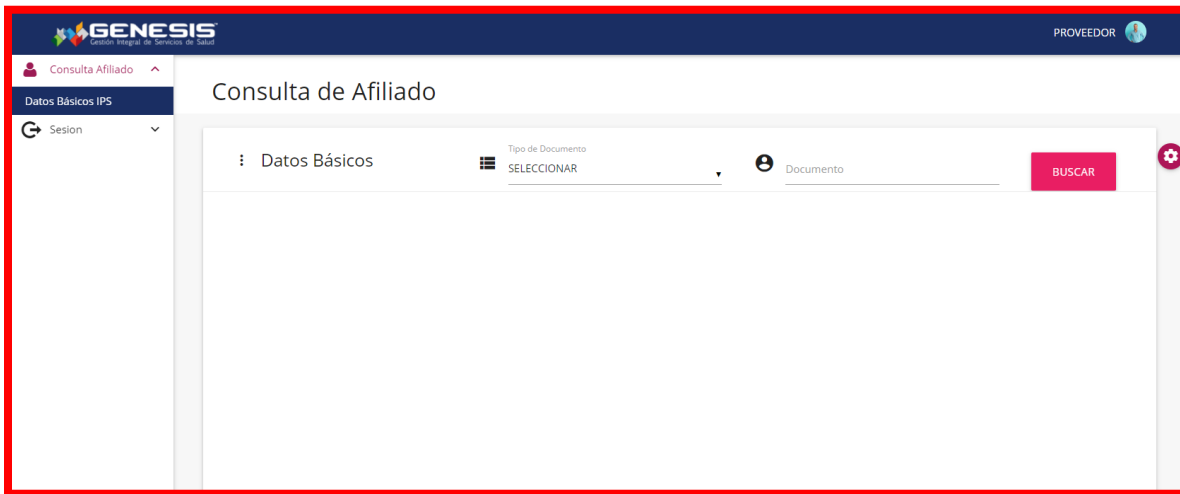 GENESIS
Gestión Integral de Servicios de Salud
PROVEEDOR
Consulta Afiliado
Datos Básicos IPS
Sesion
Consulta de Afiliado
Datos Básicos
Tipo de Documento
SELECCIONAR
Documento
BUSCAR